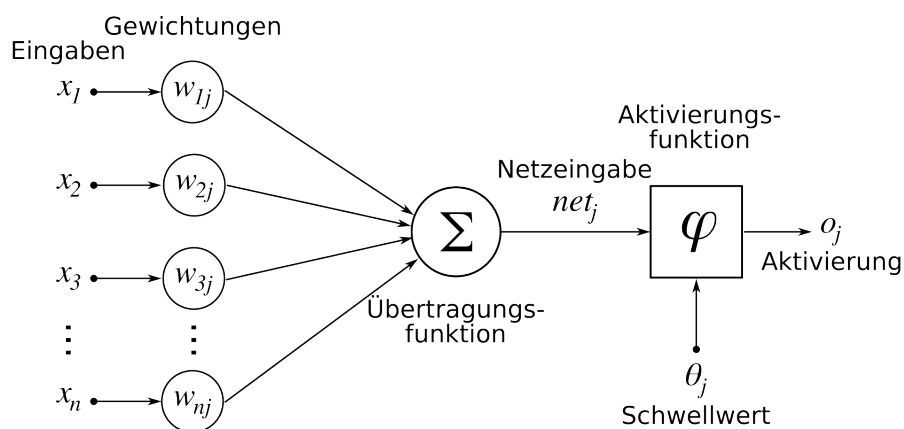 Gewichtungen
Eingaben
x₁
w₁ⱼ
x₂
w₂ⱼ
x₃
w₃ⱼ
⋮ ⋮
xₙ
wₙⱼ
Σ
Übertragungs-
funktion
Netzeingabe
netⱼ
Aktivierungs-
funktion
φ
oⱼ
Aktivierung
θⱼ
Schwellwert